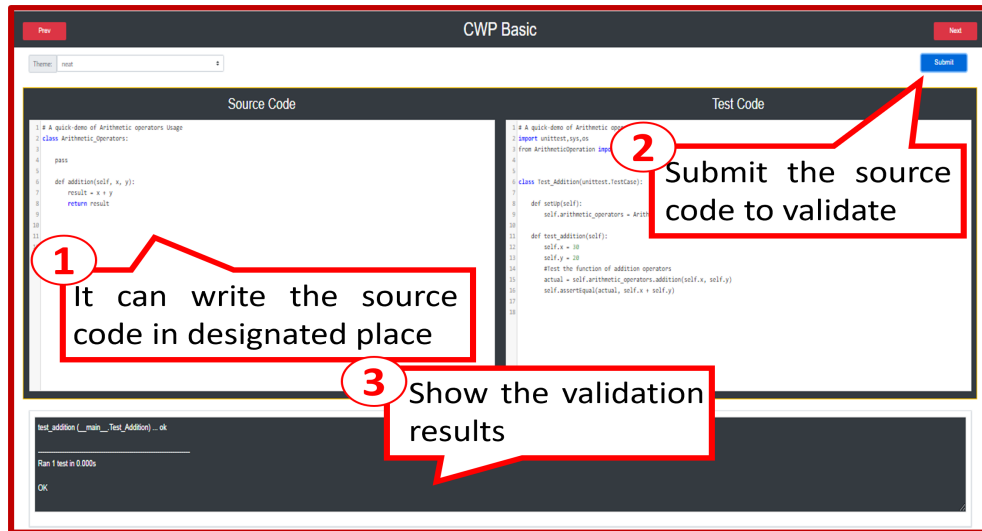 Prev
CWP Basic
Next
Theme: neat
Submit
Source Code
1 # A quick-demo of Arithmetic operators Usage
2 class Arithmetic_Operators:
3
4 pass
5
6 def addition(self, x, y):
7 result = x + y
8 return result
9
10
11
1
It can write the source
code in designated place
Test Code
1 # A quick-demo of Arithmetic
2 import unittest,sys,os
3 from ArithmeticOperation
4
5
6 class Test_Addition(unittest.TestCase):
7
8 def setUp(self):
9 self.arithmetic_operators =
10
11 def test_addition(self):
12 self.x = 30
13 self.y = 20
14 #Test the function of addition operators
15 actual = self.arithmetic_operators.addition(self.x, self.y)
16 self.assertEqual(actual, self.x + self.y)
17
18
2
Submit the source
code to validate
3
Show the validation
results
test_addition (__main__.Test_Addition) ... ok
Ran 1 test in 0.000s
OK